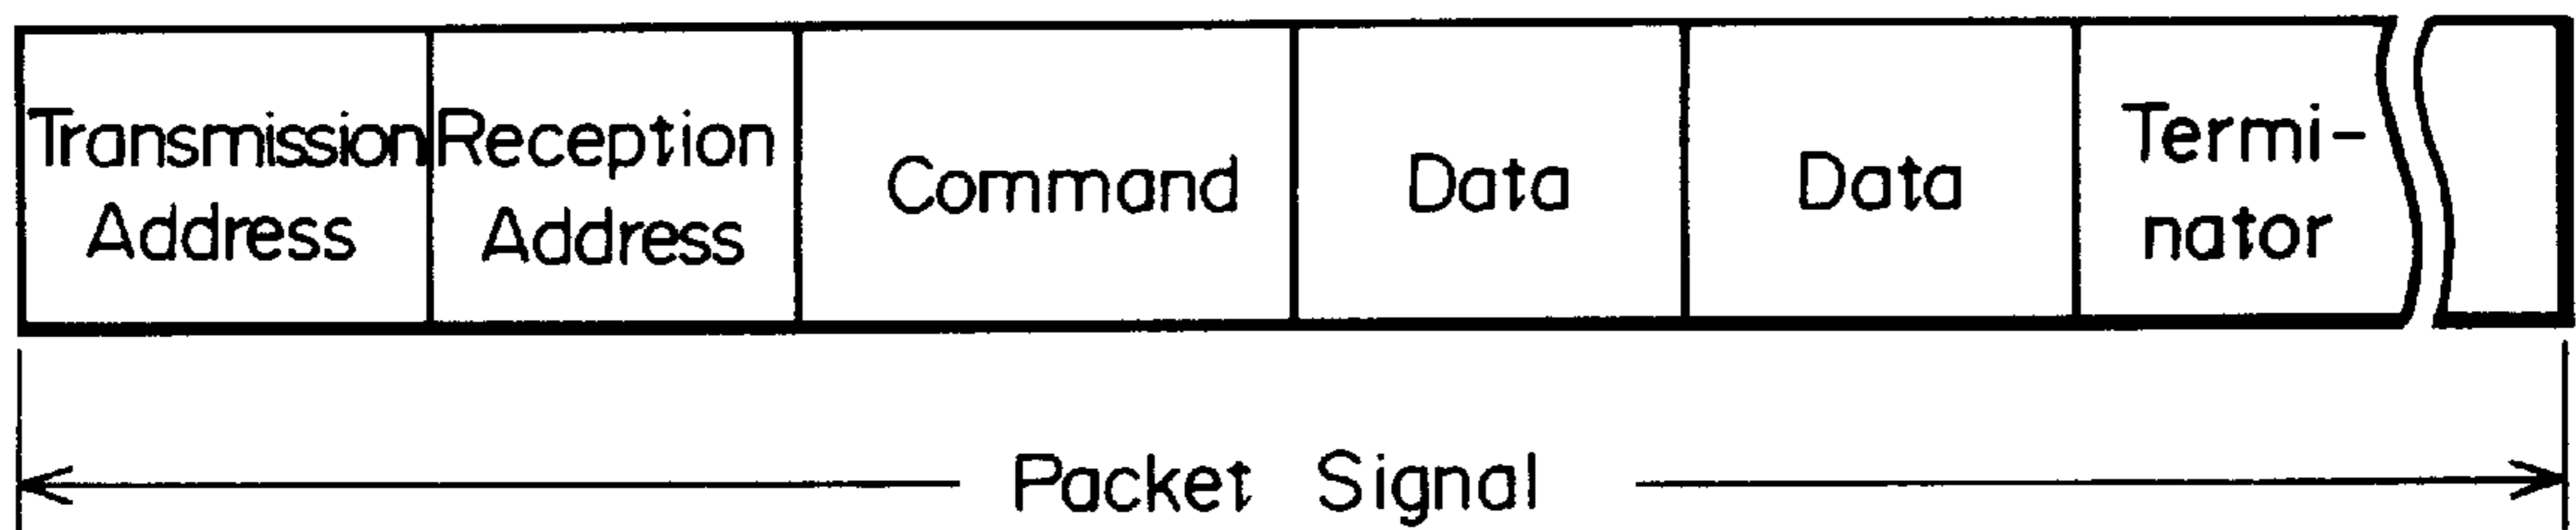 Transmission
Address
Reception
Address
Command
Data
Data
Termi-
nator
Packet Signal